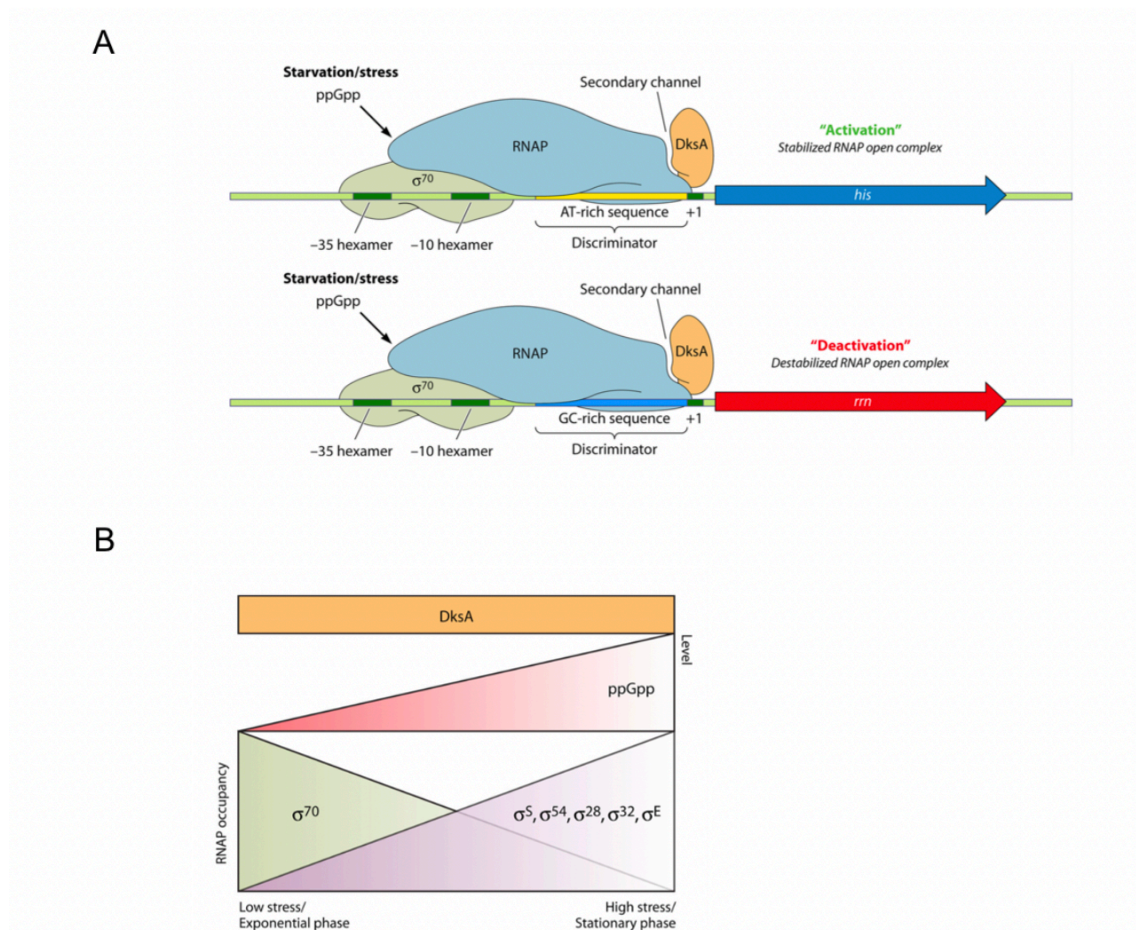 A
Starvation/stress
ppGpp
Secondary channel
RNAP
DksA
"Activation"
Stabilized RNAP open complex
σ70
his
AT-rich sequence +1
–35 hexamer –10 hexamer
Discriminator
Starvation/stress
ppGpp
Secondary channel
RNAP
DksA
"Deactivation"
Destabilized RNAP open complex
σ70
rrn
GC-rich sequence +1
–35 hexamer –10 hexamer
Discriminator
B
DksA
Level
ppGpp
RNAP occupancy
σ70
σS, σ54, σ28, σ32, σE
Low stress/
Exponential phase
High stress/
Stationary phase